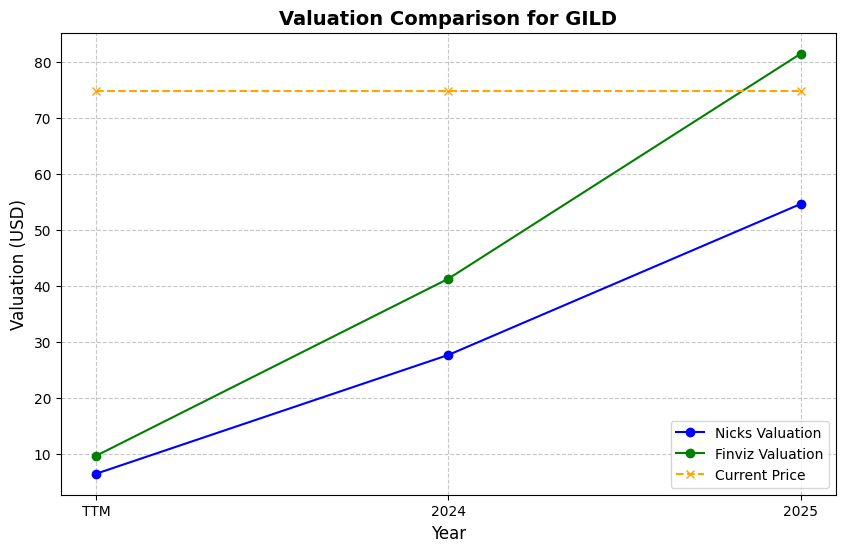 Valuation Comparison for GILD
Valuation (USD)
80
70
60
50
40
30
20
10
TTM
2024
2025
Year
Nicks Valuation
Finviz Valuation
Current Price